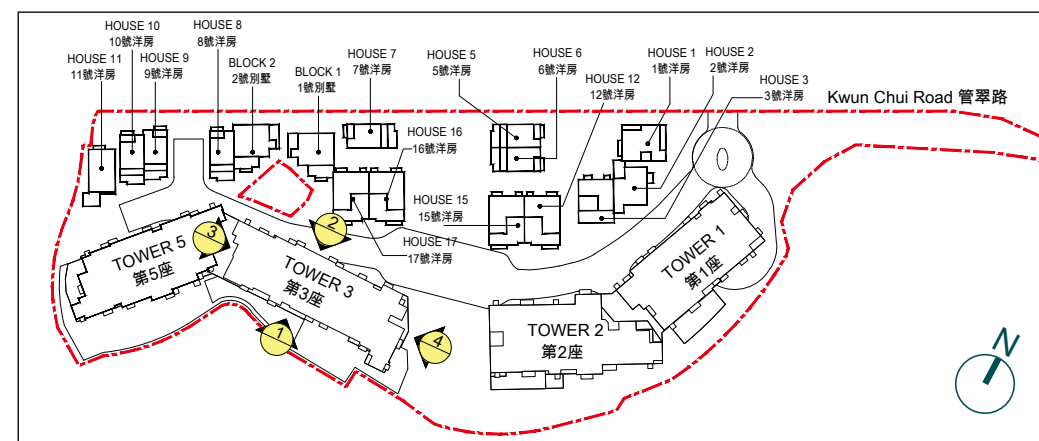 HOUSE 10
10號洋房
HOUSE 8
8號洋房
HOUSE 11
11號洋房
HOUSE 9
9號洋房
BLOCK 2
2號別墅
BLOCK 1
1號別墅
HOUSE 7
7號洋房
HOUSE 5
5號洋房
HOUSE 6
6號洋房
HOUSE 12
12號洋房
HOUSE 1
1號洋房
HOUSE 2
2號洋房
HOUSE 3
3號洋房
Kwun Chui Road 管翠路
HOUSE 16
16號洋房
HOUSE 15
15號洋房
HOUSE 17
17號洋房
TOWER 5
第5座
3
2
TOWER 3
第3座
TOWER 1
第1座
1
4
TOWER 2
第2座
N